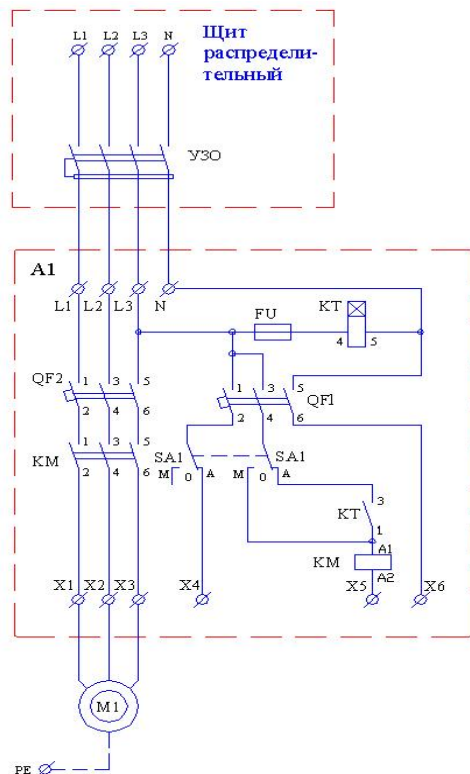 L1 L2 L3 N
Щит
распредели-
тельный
УЗО
A1
L1 L2 L3 N
FU KT
4 5
QF2 1 3 5
2 4 6
1 3 5
QF1
2 4 6
KM 1 3 5
2 4 6
SA1 SA1
M 0 A M 0 A
3
KT
1
A1
KM
A2
X1 X2 X3 X4 X5 X6
M1
PE